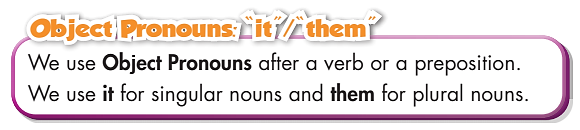 Object Pronouns: "it"/"them"
We use Object Pronouns after a verb or a preposition.
We use it for singular nouns and them for plural nouns.